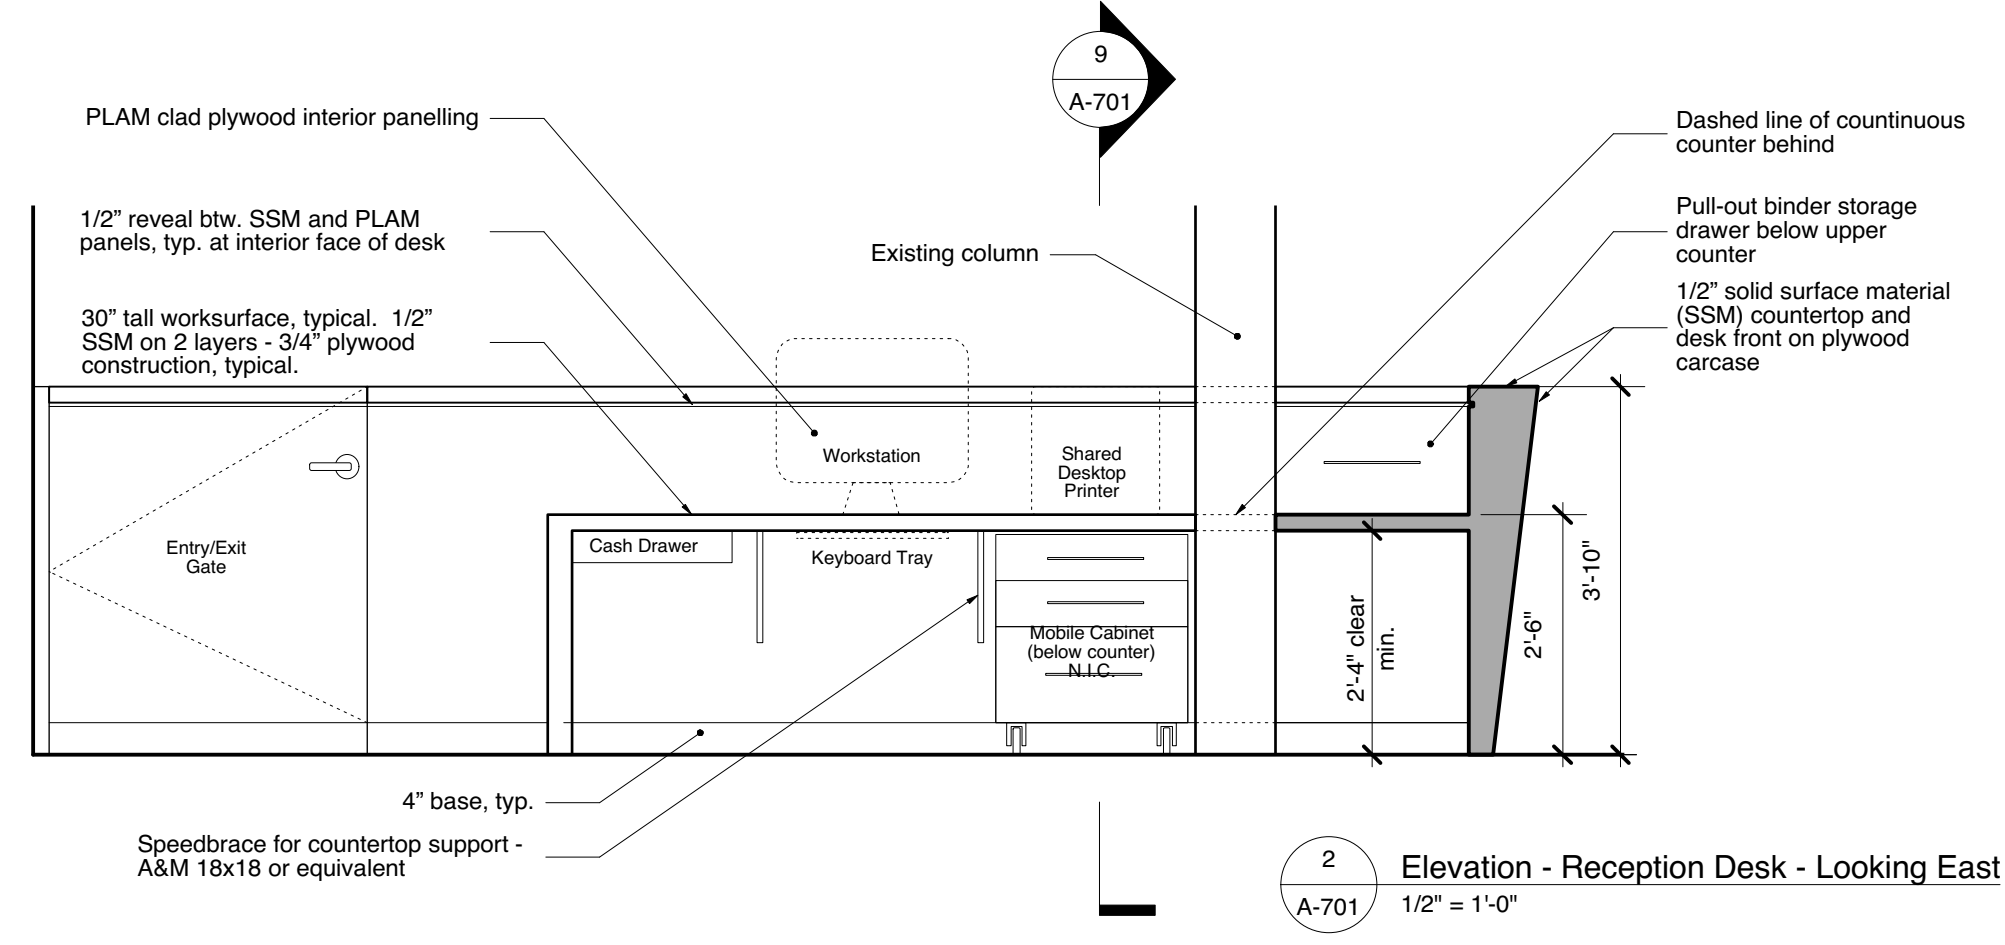 9
A-701
PLAM clad plywood interior panelling
1/2” reveal btw. SSM and PLAM
panels, typ. at interior face of desk
30” tall worksurface, typical. 1/2”
SSM on 2 layers - 3/4” plywood
construction, typical.
Existing column
Dashed line of countinuous
counter behind
Pull-out binder storage
drawer below upper
counter
1/2” solid surface material
(SSM) countertop and
desk front on plywood
carcase
Workstation
Shared
Desktop
Printer
Entry/Exit
Gate
Cash Drawer
Keyboard Tray
Mobile Cabinet
(below counter)
N.I.C.
2'-4" clear
min.
2'-6"
3'-10"
4” base, typ.
Speedbrace for countertop support -
A&M 18x18 or equivalent
2
A-701
Elevation - Reception Desk - Looking East
1/2" = 1'-0"